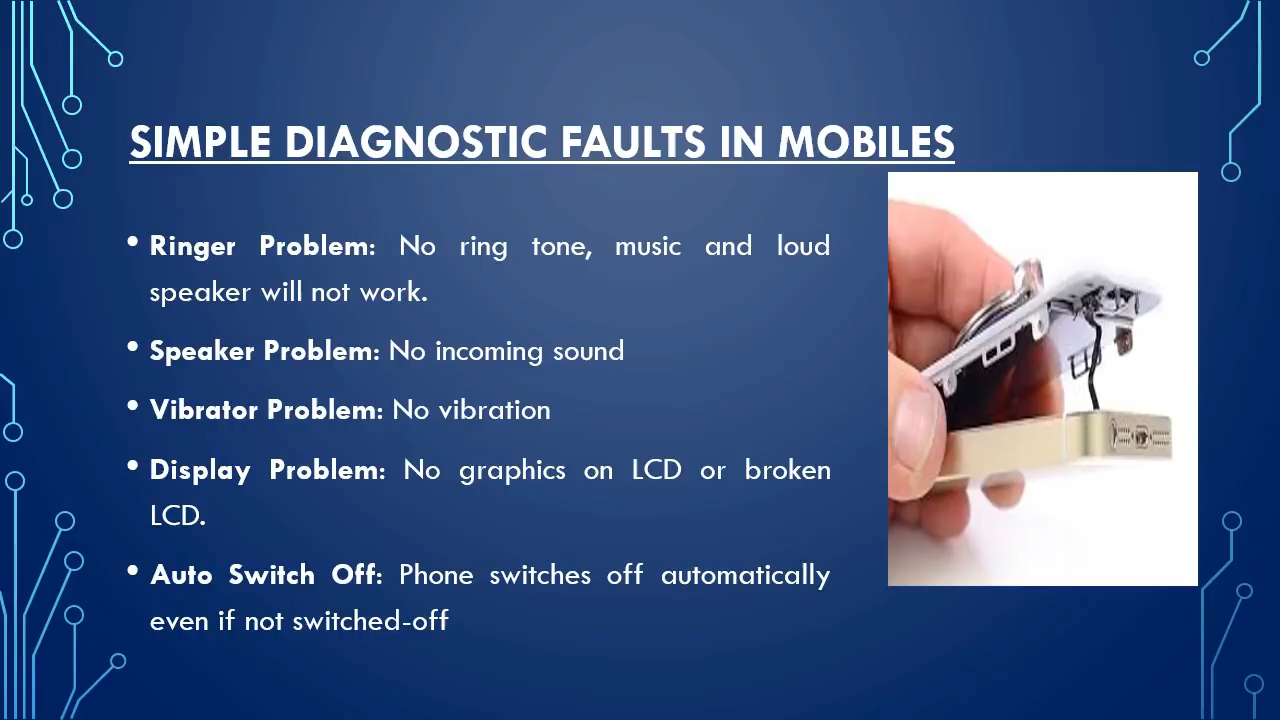 SIMPLE DIAGNOSTIC FAULTS IN MOBILES
• Ringer Problem: No ring tone, music and loud
speaker will not work.
• Speaker Problem: No incoming sound
• Vibrator Problem: No vibration
• Display Problem: No graphics on LCD or broken
LCD.
• Auto Switch Off: Phone switches off automatically
even if not switched-off